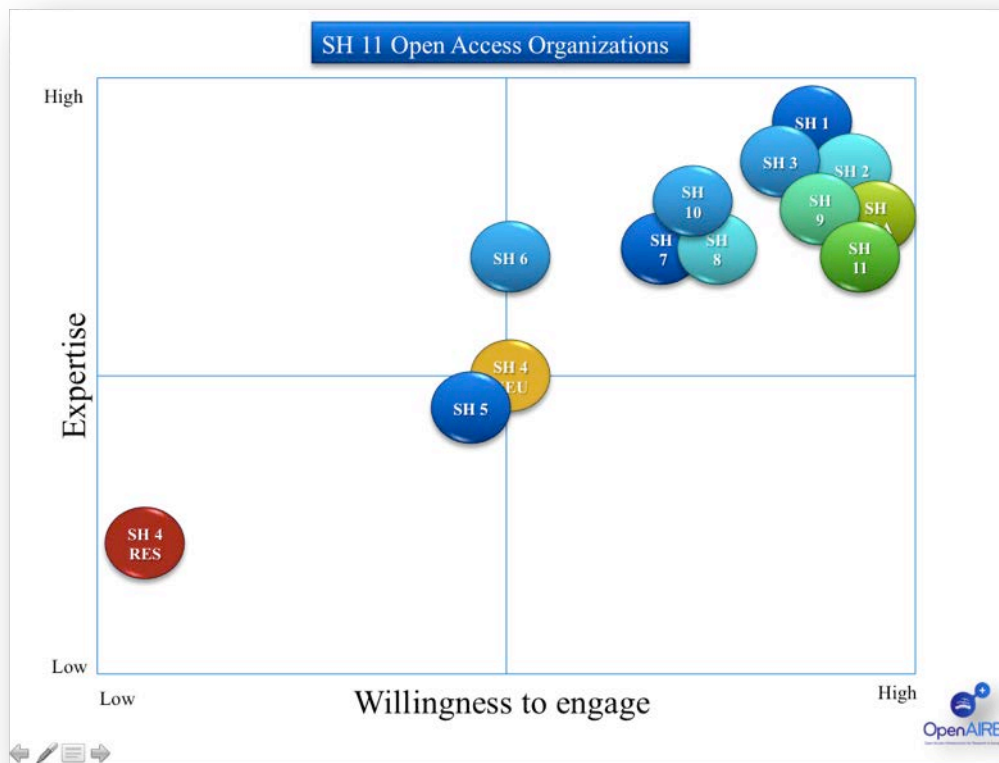 SH 11 Open Access Organizations
High
SH 1
SH 3
SH 2
SH
10
SH
9
SH
SH
7
SH
8
SH
11
SH 6
Expertise
SH 4
SH 5
SH 4
RES
Low
Low
Willingness to engage
High
OpenAIRE